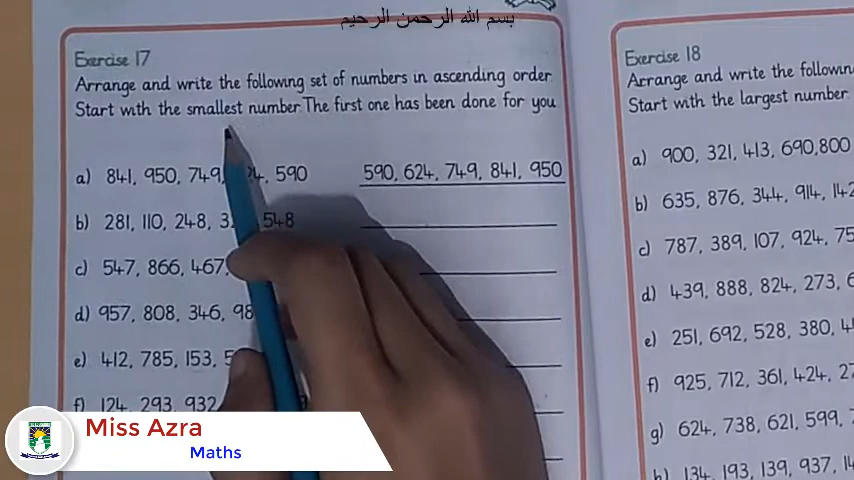 بسم الله الرحمن الرحيم
Exercise 17
Arrange and write the following set of numbers in ascending order
Start with the smallest number. The first one has been done for you
a) 841, 950, 749, 590
590, 624, 749, 841, 950
b) 281, 110, 248, 548
c) 547, 866, 467,
d) 957, 808, 346,
e) 412, 785, 153,
f) 124, 293, 932
Exercise 18
Arrange and write the
Start with the largest number.
a) 900, 321, 413, 690,800
b) 635, 876, 344, 914,
c) 787, 389, 107, 924,
d) 439, 888, 824, 273,
e) 251, 692, 528, 380,
f) 925, 712, 361, 424,
g) 624, 738, 621, 599,
h) 134, 193, 139, 937,
Miss Azra
Maths